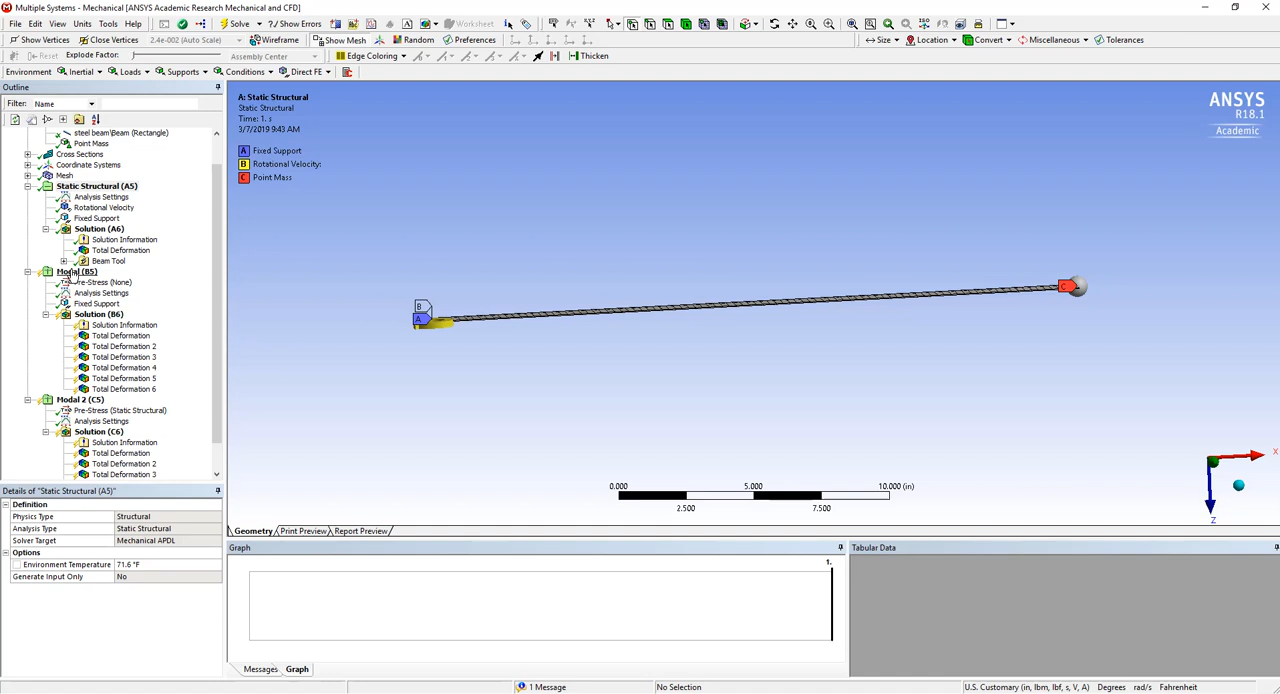 Multiple Systems - Mechanical [ANSYS Academic Research Mechanical and CFD]
File Edit View Units Tools Help Solve Show Errors Worksheet
Show Vertices Close Vertices 2.4e-002 (Auto Scale) Wireframe Show Mesh Random Preferences Size Location Convert Miscellaneous Tolerances
Reset Explode Factor: Assembly Center Edge Coloring Thicken
Environment Inertial Loads Supports Conditions Direct FE
Outline
Filter: Name
steel beam\Beam (Rectangle)
Point Mass
Cross Sections
Coordinate Systems
Mesh
Static Structural (A5)
Analysis Settings
Rotational Velocity
Fixed Support
Solution (A6)
Solution Information
Total Deformation
Beam Tool
Modal (B5)
Pre-Stress (None)
Analysis Settings
Fixed Support
Solution (B6)
Solution Information
Total Deformation
Total Deformation 2
Total Deformation 3
Total Deformation 4
Total Deformation 5
Total Deformation 6
Modal 2 (C5)
Pre-Stress (Static Structural)
Analysis Settings
Solution (C6)
Solution Information
Total Deformation
Total Deformation 2
Total Deformation 3
Details of "Static Structural (A5)"
Definition
Physics Type Structural
Analysis Type Static Structural
Solver Target Mechanical APDL
Options
Environment Temperature 71.6 °F
Generate Input Only No
A: Static Structural
Static Structural
Time: 1. s
3/7/2019 9:43 AM
A Fixed Support
B Rotational Velocity:
C Point Mass
ANSYS
R18.1
Academic
B
A
C
0.000 5.000 10.000 (in)
2.500 7.500
X
Z
Geometry Print Preview Report Preview
Graph
Tabular Data
1.
Messages Graph
1 Message No Selection U.S. Customary (in, lbm, lbf, s, V, A) Degrees rad/s Fahrenheit